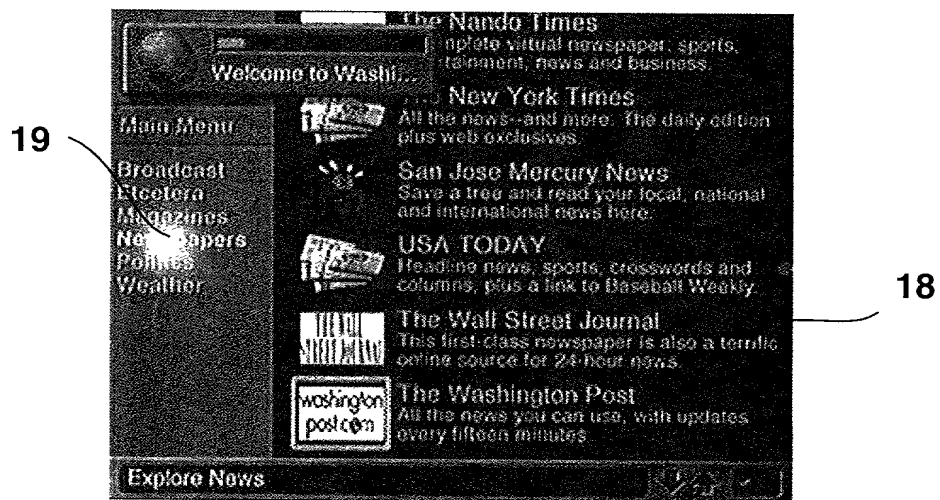 The Nando Times
mplete virtual newspaper: sports,
rtainment, news and business.
Welcome to Washi...
New York Times
All the news--and more. The daily edition
plus web exclusives.
Main Menu
19
Broadcast
Etcetera
Magazines
News papers
Politics
Weather
San Jose Mercury News
Save a tree and read your local, national
and international news here.
USA TODAY
Headline news, sports, crosswords and
columns, plus a link to Baseball Weekly.
18
The Wall Street Journal
This first-class newspaper is also a terrific
online source for 24-hour news.
washington
post.com
The Washington Post
All the news you can use, with updates
every fifteen minutes.
Explore News